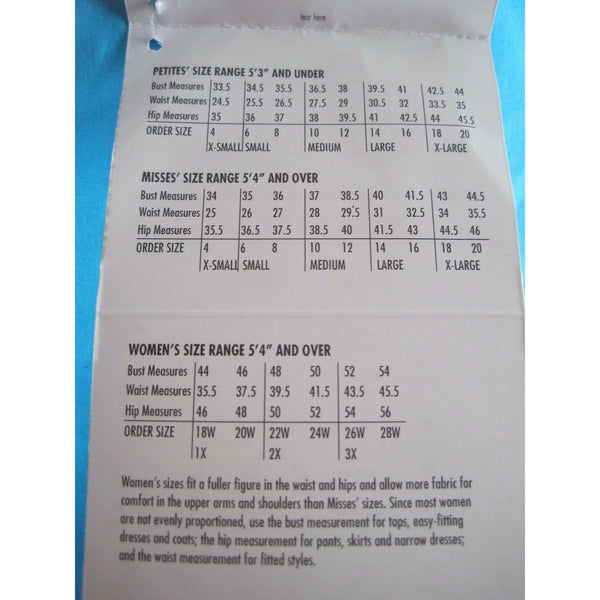 tear here
PETITES' SIZE RANGE 5'3" AND UNDER
Bust Measures 33.5 34.5 35.5 36.5 38 39.5 41 42.5 44
Waist Measures 24.5 25.5 26.5 27.5 29 30.5 32 33.5 35
Hip Measures 35 36 37 38 39.5 41 42.5 44 45.5
ORDER SIZE 4 6 8 10 12 14 16 18 20
X-SMALL SMALL MEDIUM LARGE X-LARGE
MISSES' SIZE RANGE 5'4" AND OVER
Bust Measures 34 35 36 37 38.5 40 41.5 43 44.5
Waist Measures 25 26 27 28 29.5 31 32.5 34 35.5
Hip Measures 35.5 36.5 37.5 38.5 40 41.5 43 44.5 46
ORDER SIZE 4 6 8 10 12 14 16 18 20
X-SMALL SMALL MEDIUM LARGE X-LARGE
WOMEN'S SIZE RANGE 5'4" AND OVER
Bust Measures 44 46 48 50 52 54
Waist Measures 35.5 37.5 39.5 41.5 43.5 45.5
Hip Measures 46 48 50 52 54 56
ORDER SIZE 18W 20W 22W 24W 26W 28W
1X 2X 3X
Women's sizes fit a fuller figure in the waist and hips and allow more fabric for
comfort in the upper arms and shoulders than Misses' sizes. Since most women
are not evenly proportioned, use the bust measurement for tops, easy-fitting
dresses and coats; the hip measurement for pants, skirts and narrow dresses;
and the waist measurement for fitted styles.